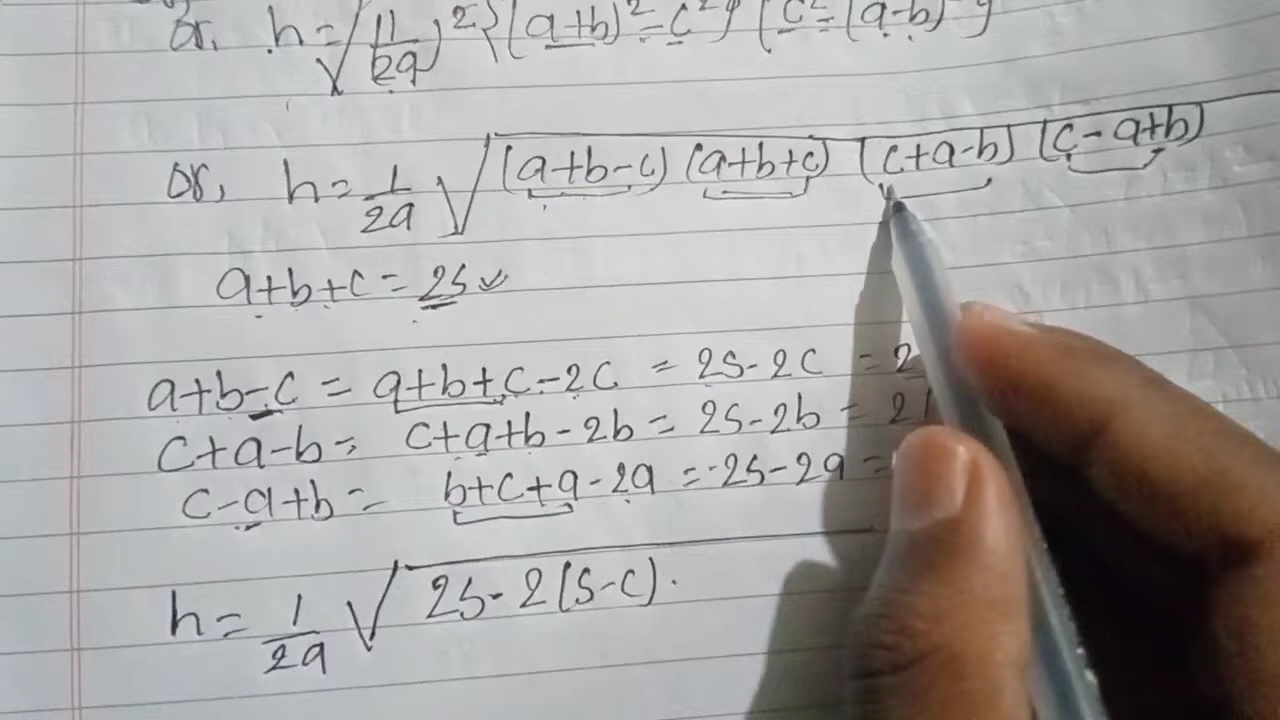 or, h = √(1/2a)² {(a+b)² - c²} {c² - (a-b)²}
or, h = 1/2a √(a+b-c) (a+b+c) (c+a-b) (c-a+b)
a+b+c = 2s
a+b-c = a+b+c-2c = 2s-2c = 2
c+a-b = c+a+b-2b = 2s-2b = 2(
c-a+b = b+c+a-2a = 2s-2a =
h = 1/2a √2s·2(s-c).